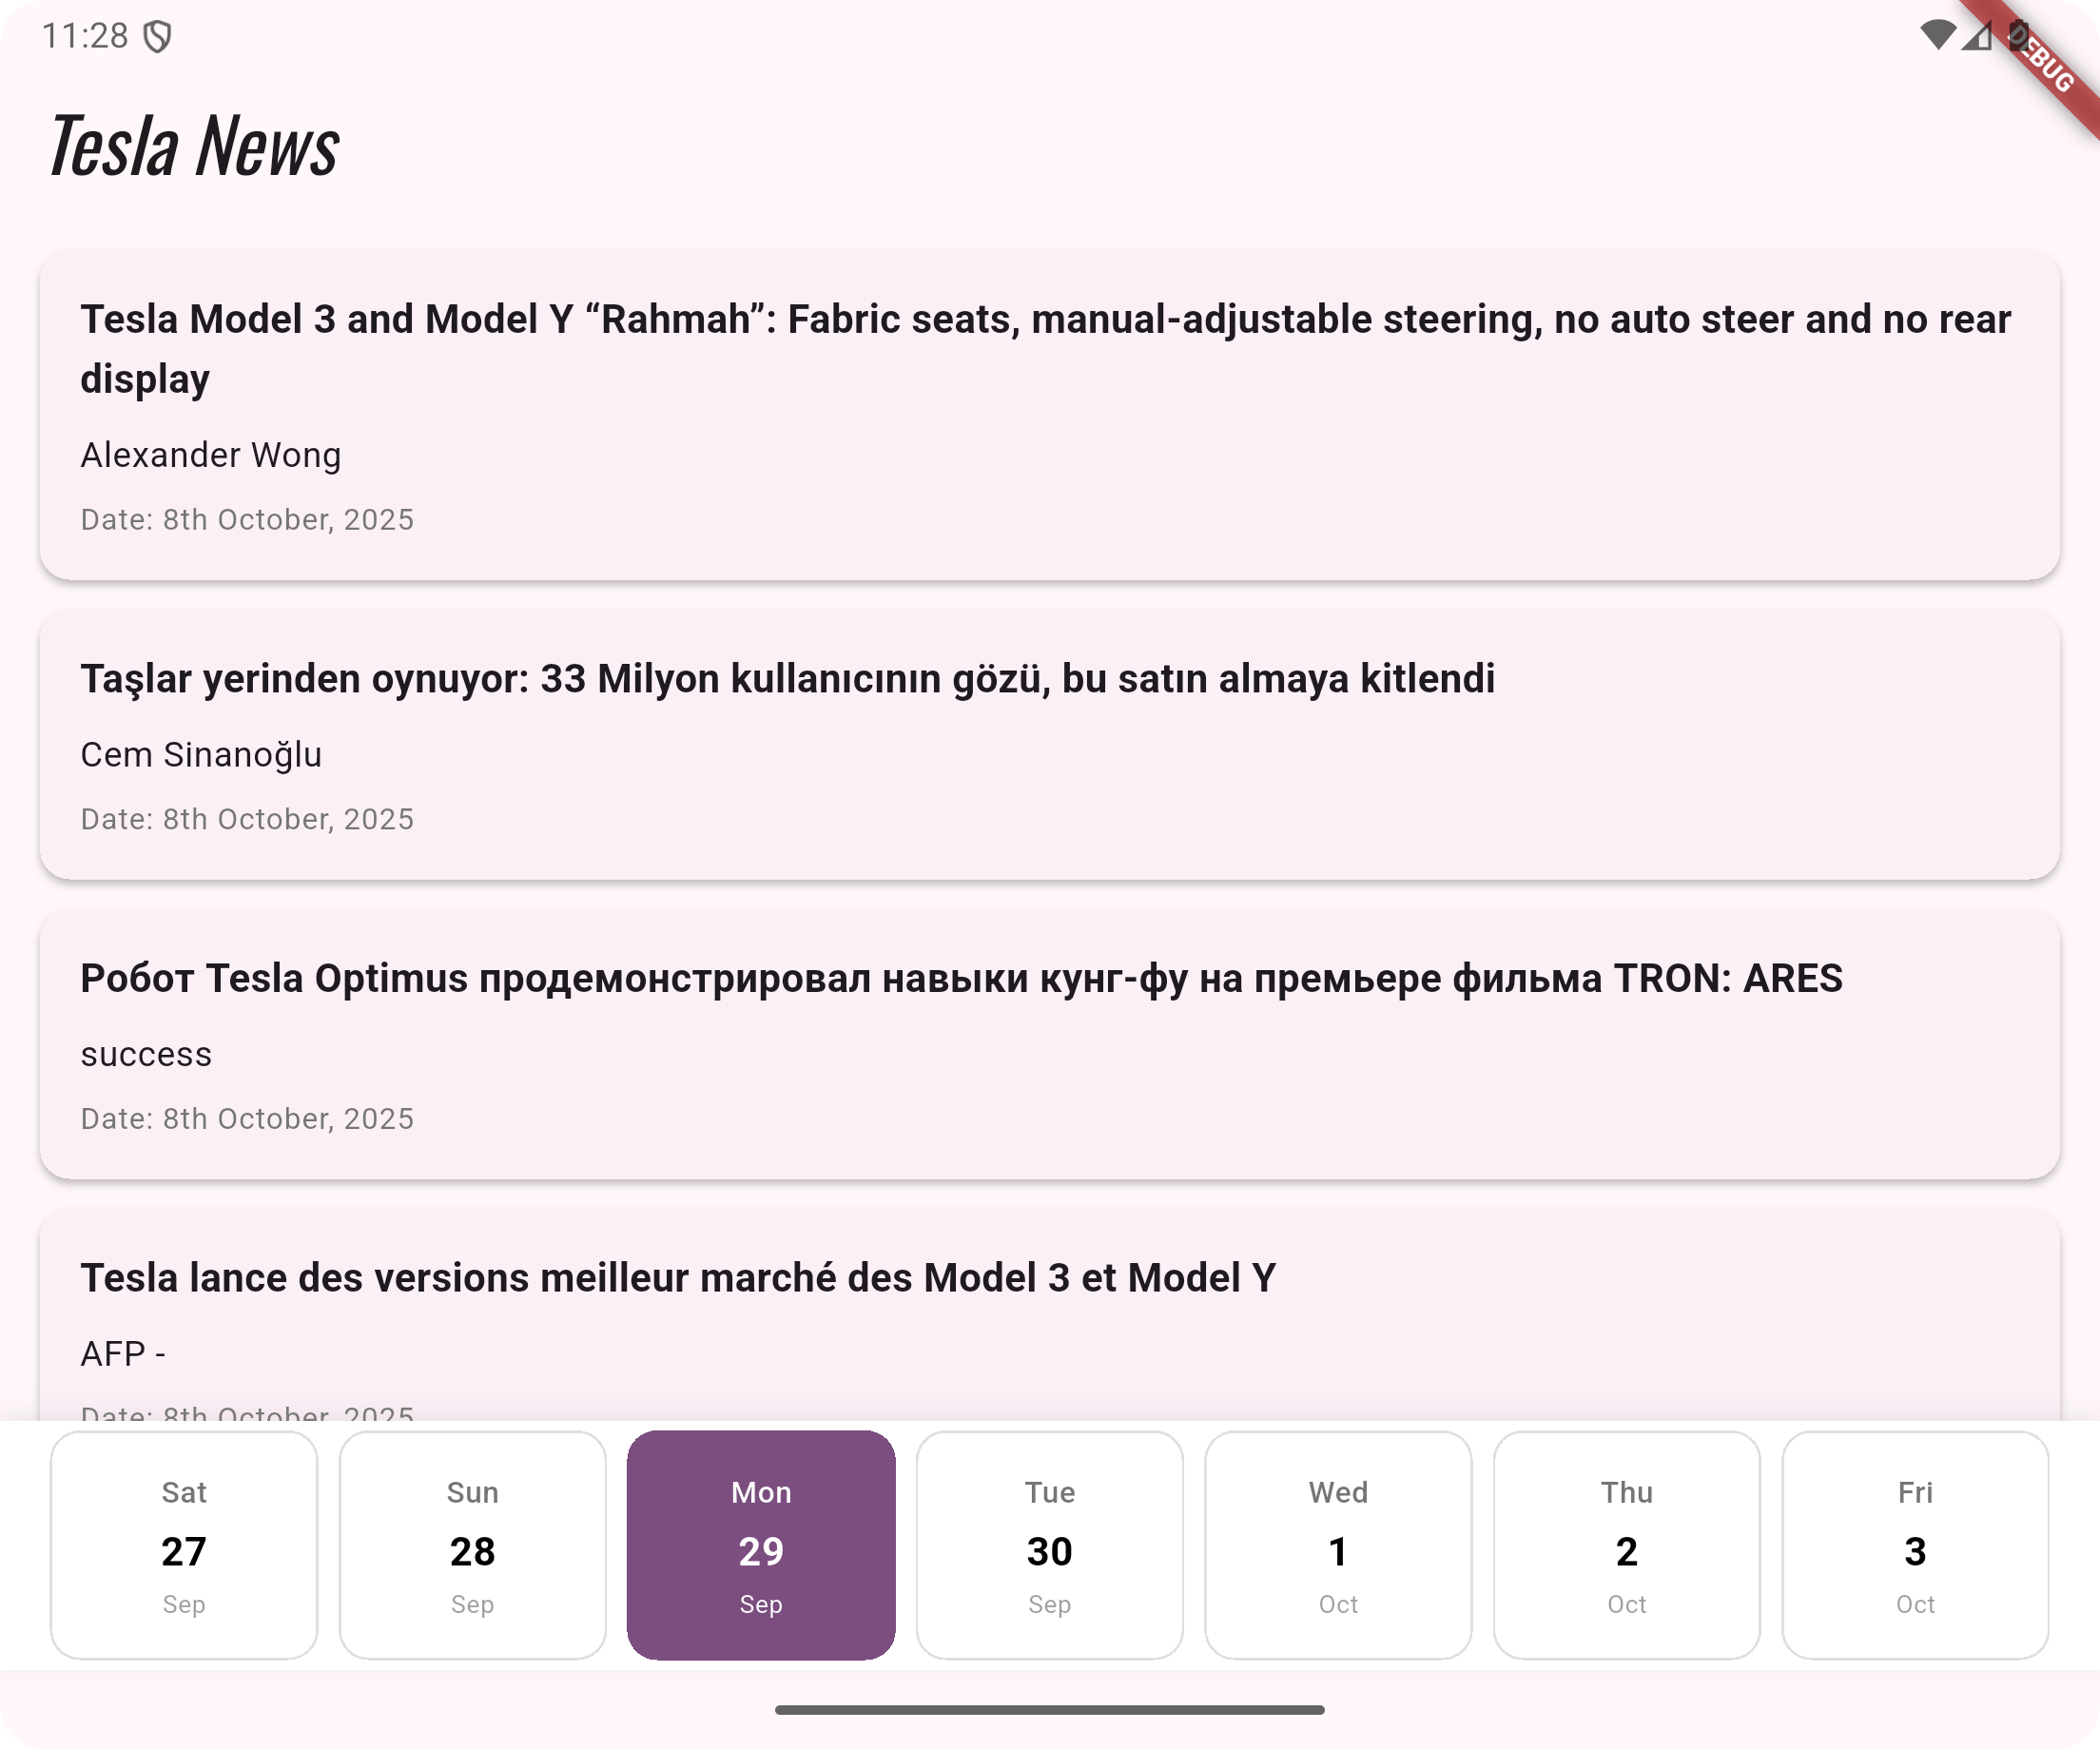 11:28
DEBUG
Tesla News
Tesla Model 3 and Model Y “Rahmah”: Fabric seats, manual-adjustable steering, no auto steer and no rear
display
Alexander Wong
Date: 8th October, 2025
Taşlar yerinden oynuyor: 33 Milyon kullanıcının gözü, bu satın almaya kitlendi
Cem Sinanoğlu
Date: 8th October, 2025
Робот Tesla Optimus продемонстрировал навыки кунг-фу на премьере фильма TRON: ARES
success
Date: 8th October, 2025
Tesla lance des versions meilleur marché des Model 3 et Model Y
AFP -
Date: 8th October, 2025
Sat Sun Mon Tue Wed Thu Fri
27 28 29 30 1 2 3
Sep Sep Sep Sep Oct Oct Oct